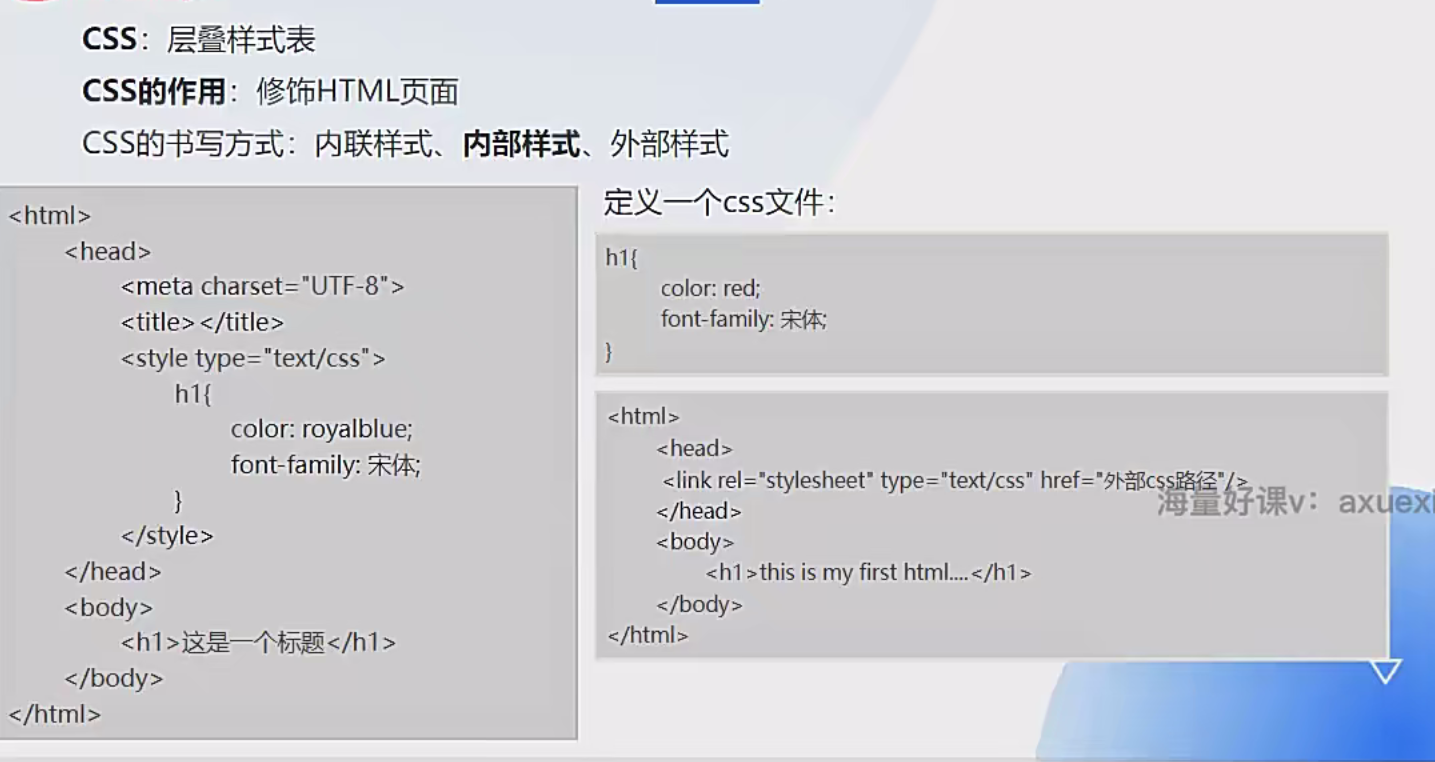 CSS：层叠样式表
CSS的作用：修饰HTML页面
CSS的书写方式：内联样式、内部样式、外部样式
<html>
<head>
<meta charset="UTF-8">
<title></title>
<style type="text/css">
h1{
color: royalblue;
font-family: 宋体;
}
</style>
</head>
<body>
<h1>这是一个标题</h1>
</body>
</html>
定义一个css文件：
h1{
color: red;
font-family: 宋体;
}
<html>
<head>
<link rel="stylesheet" type="text/css" href="外部css路径"/>
</head>
<body>
<h1>this is my first html....</h1>
</body>
</html>
海量好课v：axuexi